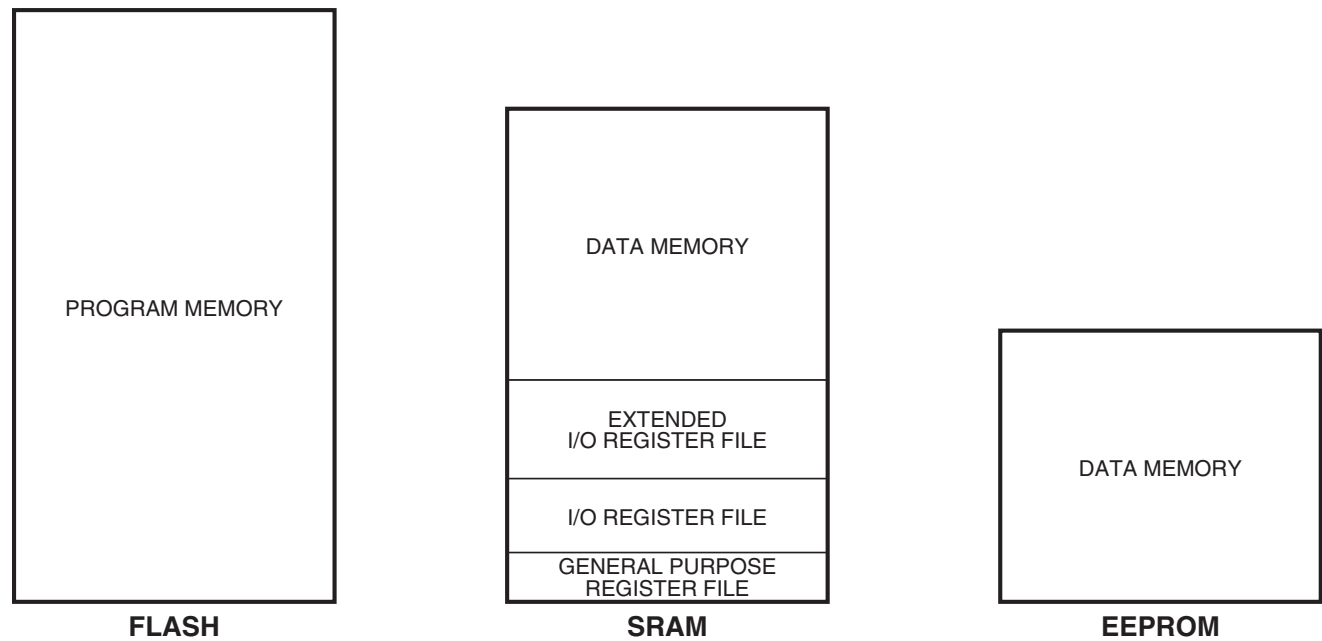 PROGRAM MEMORY
FLASH
DATA MEMORY
EXTENDED
I/O REGISTER FILE
I/O REGISTER FILE
GENERAL PURPOSE
REGISTER FILE
SRAM
DATA MEMORY
EEPROM